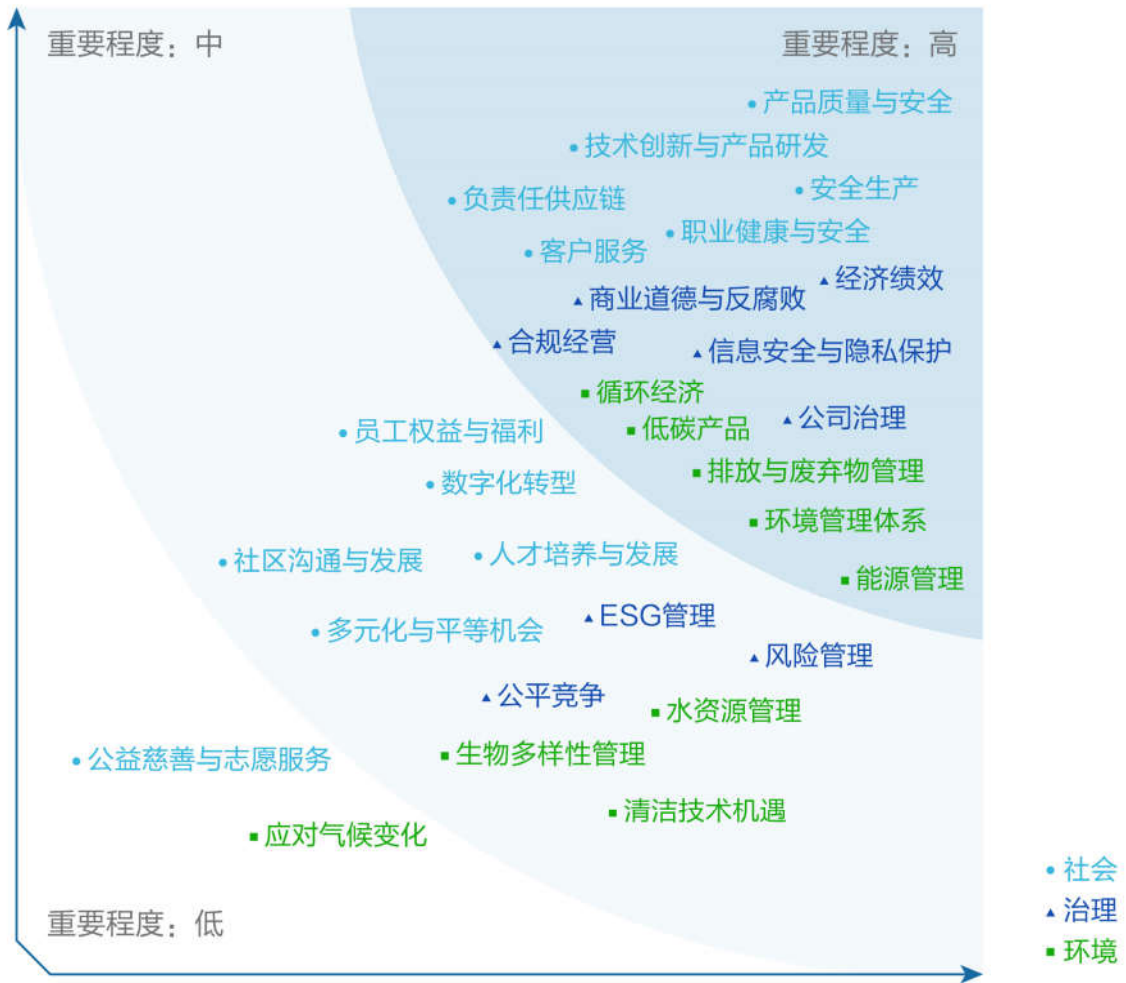 重要程度：中
重要程度：高
产品质量与安全
技术创新与产品研发
安全生产
负责任供应链
职业健康与安全
客户服务
经济绩效
商业道德与反腐败
合规经营
信息安全与隐私保护
循环经济
公司治理
低碳产品
员工权益与福利
排放与废弃物管理
数字化转型
环境管理体系
人才培养与发展
社区沟通与发展
能源管理
ESG管理
多元化与平等机会
风险管理
公平竞争
水资源管理
生物多样性管理
公益慈善与志愿服务
清洁技术机遇
应对气候变化
社会
治理
重要程度：低
环境